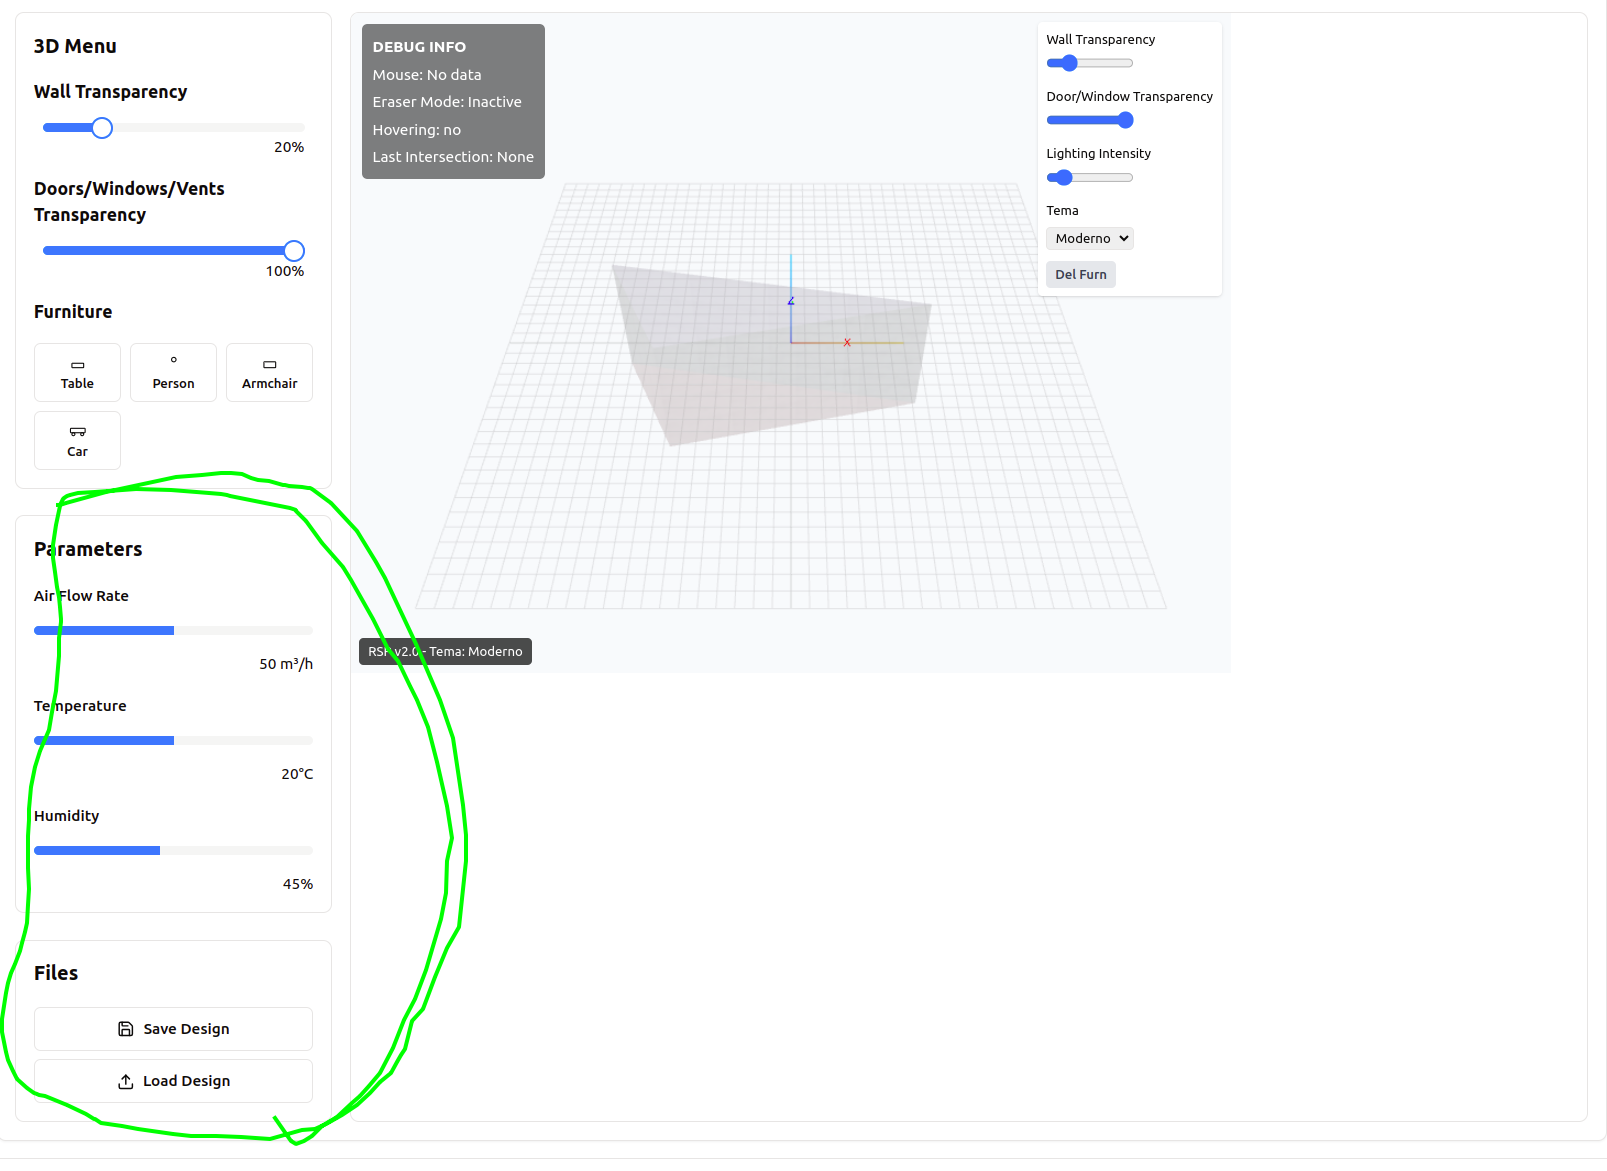 3D Menu
Wall Transparency
20%
Doors/Windows/Vents
Transparency
100%
Furniture
Table
Person
Armchair
Car
Parameters
Air Flow Rate
50 m³/h
Temperature
20°C
Humidity
45%
Files
Save Design
Load Design
DEBUG INFO
Mouse: No data
Eraser Mode: Inactive
Hovering: no
Last Intersection: None
Z
X
Wall Transparency
Door/Window Transparency
Lighting Intensity
Tema
Moderno
Del Furn
v2.0 - Tema: Moderno